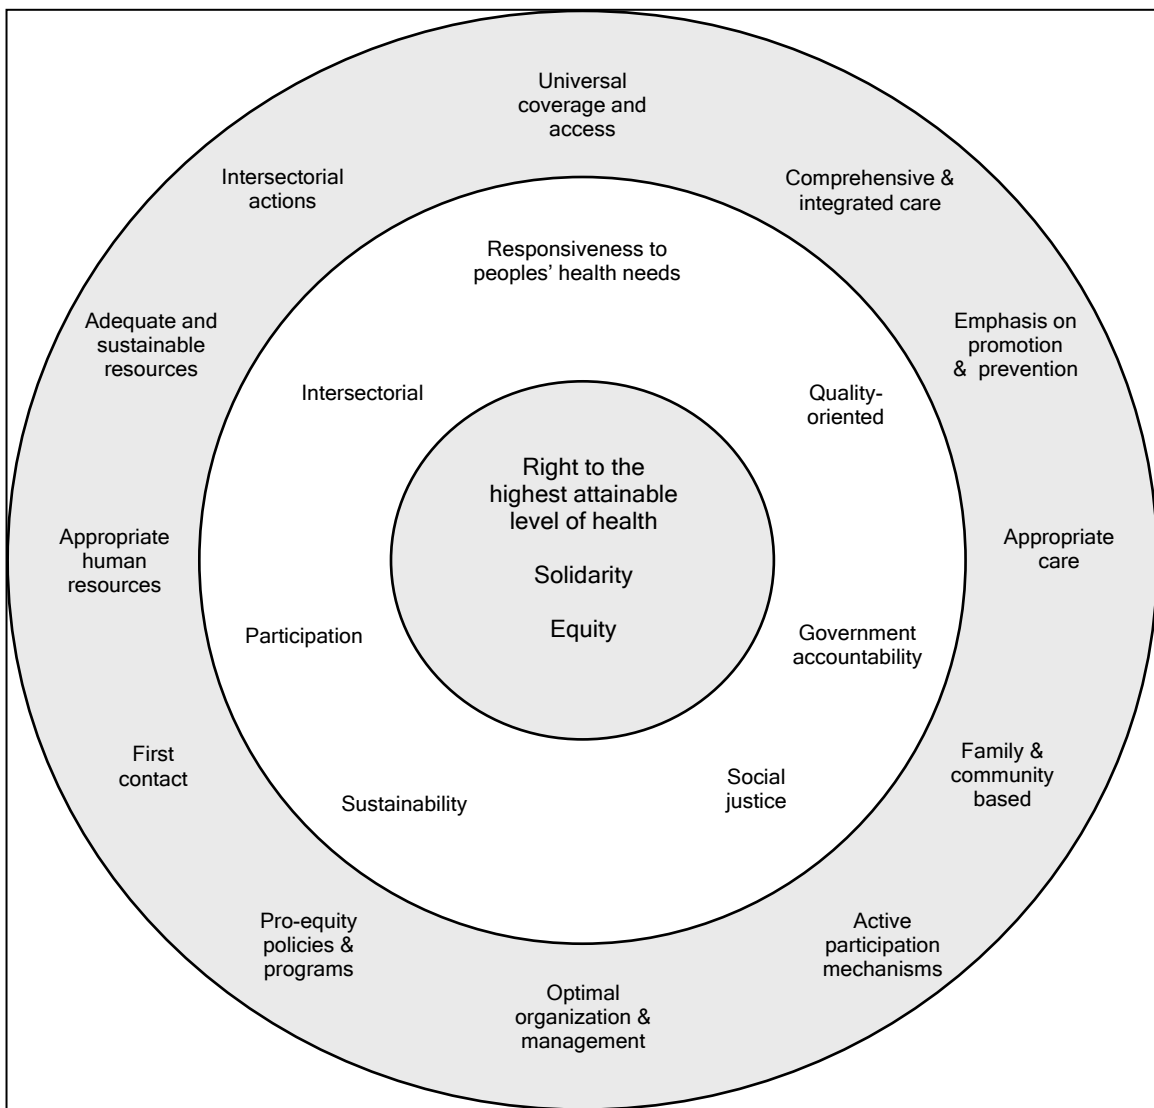 Universal
coverage and
access
Comprehensive &
integrated care
Emphasis on
promotion
& prevention
Appropriate
care
Family &
community
based
Active
participation
mechanisms
Optimal
organization &
management
Pro-equity
policies &
programs
First
contact
Appropriate
human
resources
Adequate and
sustainable
resources
Intersectorial
actions
Responsiveness to
peoples’ health needs
Quality-
oriented
Government
accountability
Social
justice
Sustainability
Participation
Intersectorial
Right to the
highest attainable
level of health
Solidarity
Equity